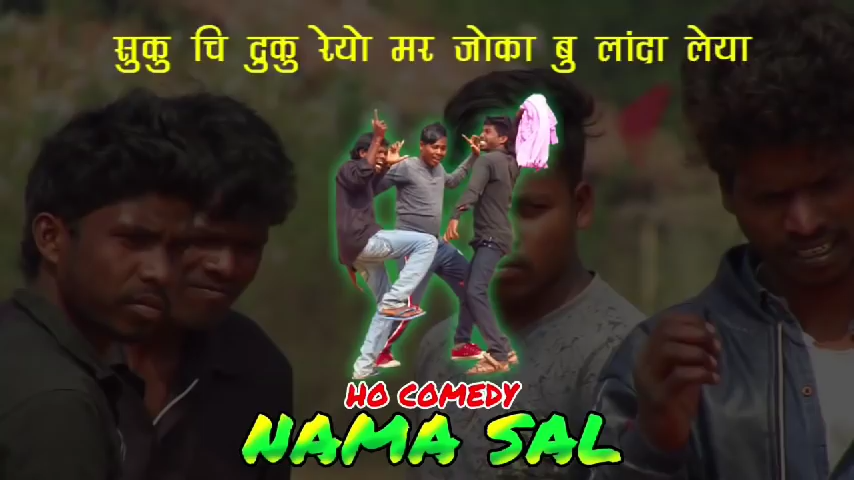 सुकु चि दुकु रेयो मर जोका बु लांदा लेया
HO COMEDY
NAMA SAL